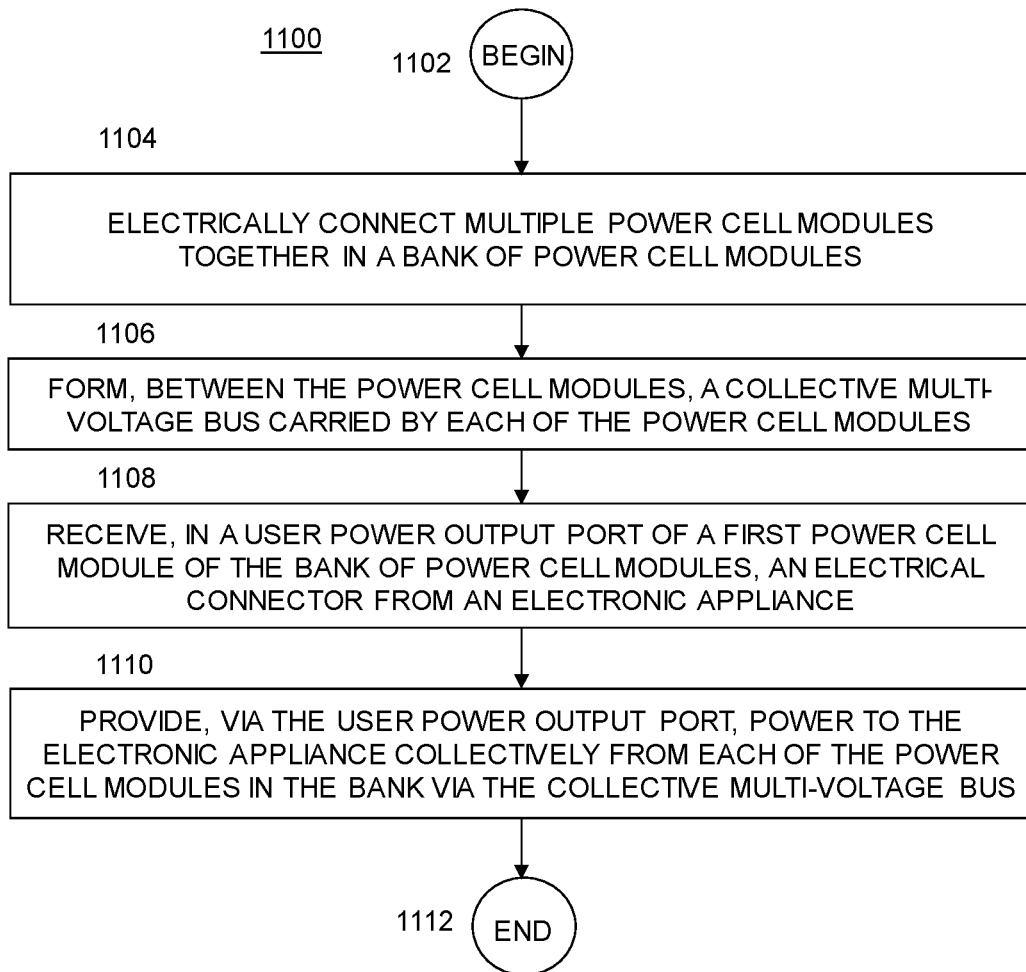 1100
1102
BEGIN
1104
ELECTRICALLY CONNECT MULTIPLE POWER CELL MODULES
TOGETHER IN A BANK OF POWER CELL MODULES
1106
FORM, BETWEEN THE POWER CELL MODULES, A COLLECTIVE MULTI-
VOLTAGE BUS CARRIED BY EACH OF THE POWER CELL MODULES
1108
RECEIVE, IN A USER POWER OUTPUT PORT OF A FIRST POWER CELL
MODULE OF THE BANK OF POWER CELL MODULES, AN ELECTRICAL
CONNECTOR FROM AN ELECTRONIC APPLIANCE
1110
PROVIDE, VIA THE USER POWER OUTPUT PORT, POWER TO THE
ELECTRONIC APPLIANCE COLLECTIVELY FROM EACH OF THE POWER
CELL MODULES IN THE BANK VIA THE COLLECTIVE MULTI-VOLTAGE BUS
1112
END